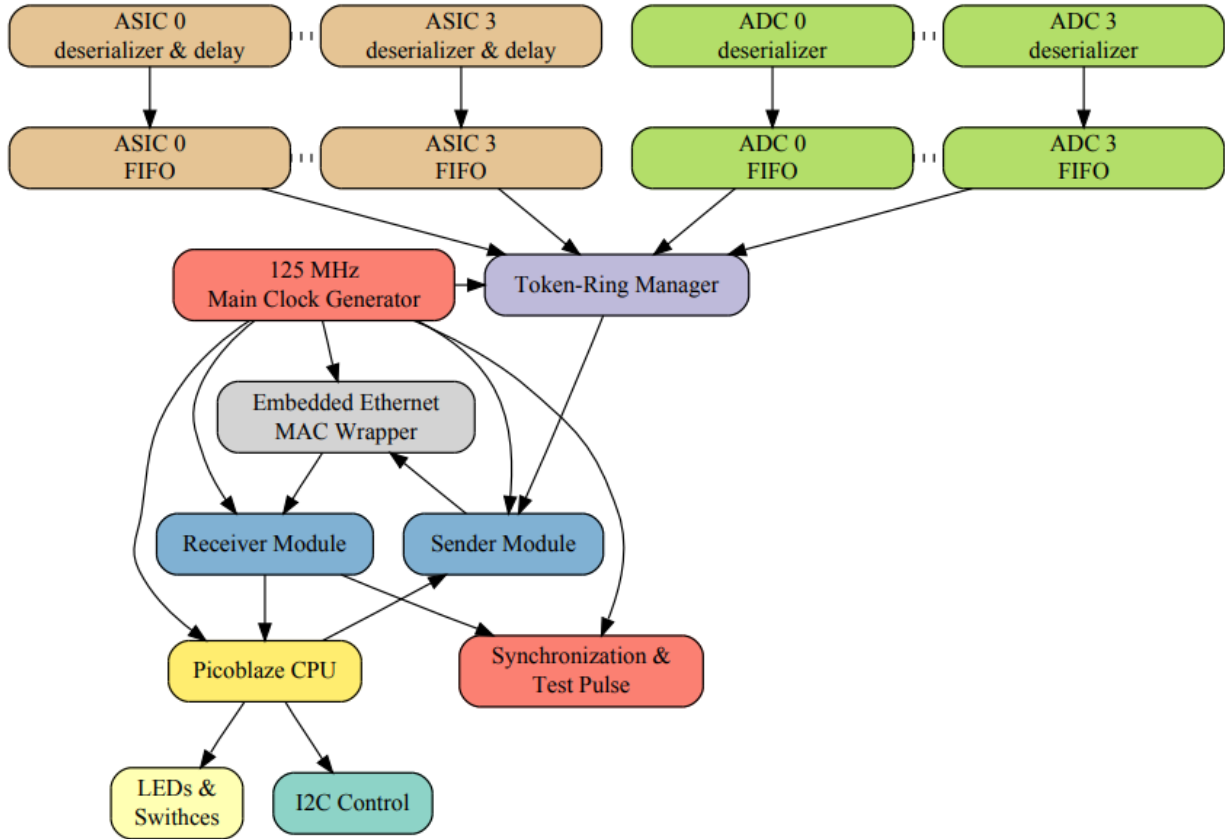 ASIC 0
deserializer & delay
ASIC 3
deserializer & delay
ADC 0
deserializer
ADC 3
deserializer
ASIC 0
FIFO
ASIC 3
FIFO
ADC 0
FIFO
ADC 3
FIFO
125 MHz
Main Clock Generator
Token-Ring Manager
Embedded Ethernet
MAC Wrapper
Receiver Module
Sender Module
Picoblaze CPU
Synchronization &
Test Pulse
LEDs &
Swithces
I2C Control